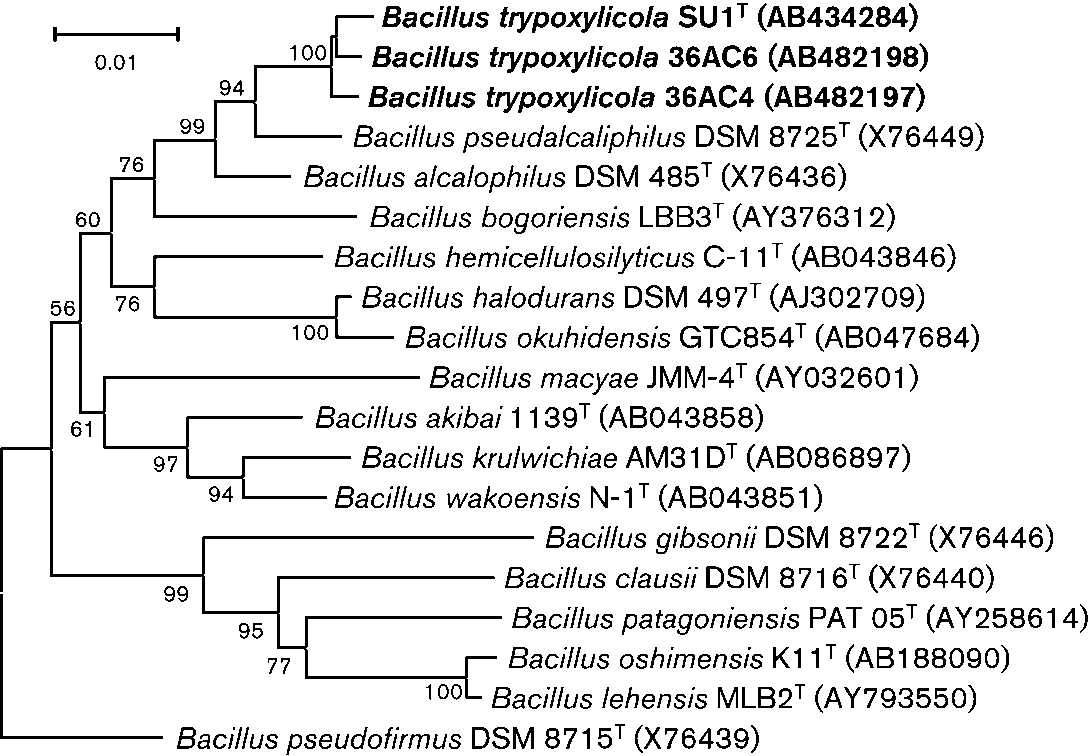 Bacillus trypoxylicola SU1ᵀ (AB434284)
100
Bacillus trypoxylicola 36AC6 (AB482198)
0.01
94
Bacillus trypoxylicola 36AC4 (AB482197)
99
Bacillus pseudalcaliphilus DSM 8725ᵀ (X76449)
76
Bacillus alcalophilus DSM 485ᵀ (X76436)
60
Bacillus bogoriensis LBB3ᵀ (AY376312)
Bacillus hemicellulosilyticus C-11ᵀ (AB043846)
76
Bacillus halodurans DSM 497ᵀ (AJ302709)
56
100
Bacillus okuhidensis GTC854ᵀ (AB047684)
Bacillus macyae JMM-4ᵀ (AY032601)
61
Bacillus akibai 1139ᵀ (AB043858)
97
Bacillus krulwichiae AM31Dᵀ (AB086897)
94
Bacillus wakoensis N-1ᵀ (AB043851)
Bacillus gibsonii DSM 8722ᵀ (X76446)
99
Bacillus clausii DSM 8716ᵀ (X76440)
95
Bacillus patagoniensis PAT 05ᵀ (AY258614)
77
Bacillus oshimensis K11ᵀ (AB188090)
100
Bacillus lehensis MLB2ᵀ (AY793550)
Bacillus pseudofirmus DSM 8715ᵀ (X76439)